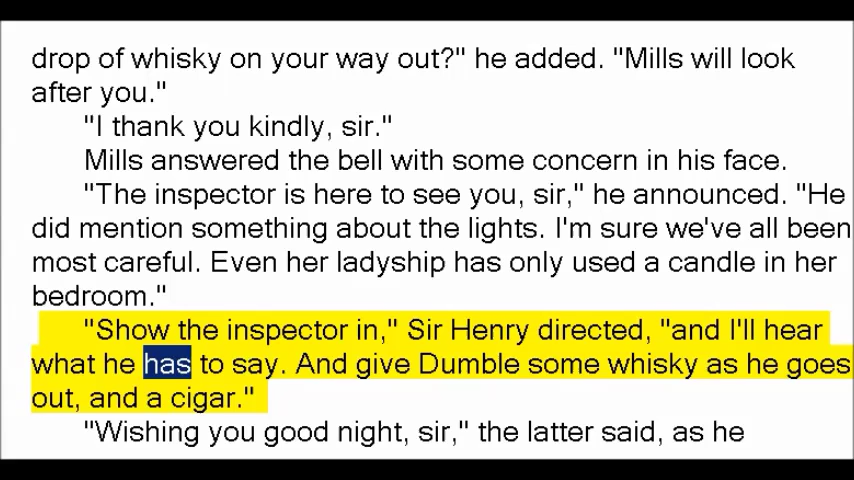 drop of whisky on your way out?" he added. "Mills will look
after you."
"I thank you kindly, sir."
Mills answered the bell with some concern in his face.
"The inspector is here to see you, sir," he announced. "He
did mention something about the lights. I'm sure we've all been
most careful. Even her ladyship has only used a candle in her
bedroom."
"Show the inspector in," Sir Henry directed, "and I'll hear
what he has to say. And give Dumble some whisky as he goes
out, and a cigar."
"Wishing you good night, sir," the latter said, as he